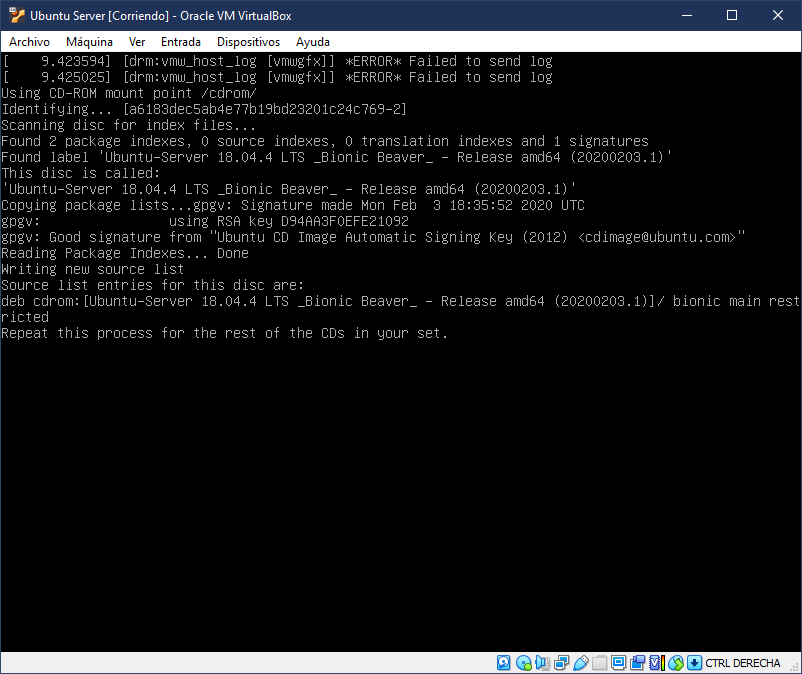 Ubuntu Server [Corriendo] - Oracle VM VirtualBox
Archivo Máquina Ver Entrada Dispositivos Ayuda
[    9.423594] [drm:vmw_host_log [vmwgfx]] *ERROR* Failed to send log
[    9.425025] [drm:vmw_host_log [vmwgfx]] *ERROR* Failed to send log
Using CD-ROM mount point /cdrom/
Identifying... [a6183dec5ab4e77b19bd23201c24c769-2]
Scanning disc for index files...
Found 2 package indexes, 0 source indexes, 0 translation indexes and 1 signatures
Found label 'Ubuntu-Server 18.04.4 LTS _Bionic Beaver_ - Release amd64 (20200203.1)'
This disc is called:
'Ubuntu-Server 18.04.4 LTS _Bionic Beaver_ - Release amd64 (20200203.1)'
Copying package lists...gpgv: Signature made Mon Feb  3 18:35:52 2020 UTC
gpgv:                using RSA key D94AA3F0EFE21092
gpgv: Good signature from "Ubuntu CD Image Automatic Signing Key (2012) <cdimage@ubuntu.com>"
Reading Package Indexes... Done
Writing new source list
Source list entries for this disc are:
deb cdrom:[Ubuntu-Server 18.04.4 LTS _Bionic Beaver_ - Release amd64 (20200203.1)]/ bionic main rest
ricted
Repeat this process for the rest of the CDs in your set.
CTRL DERECHA